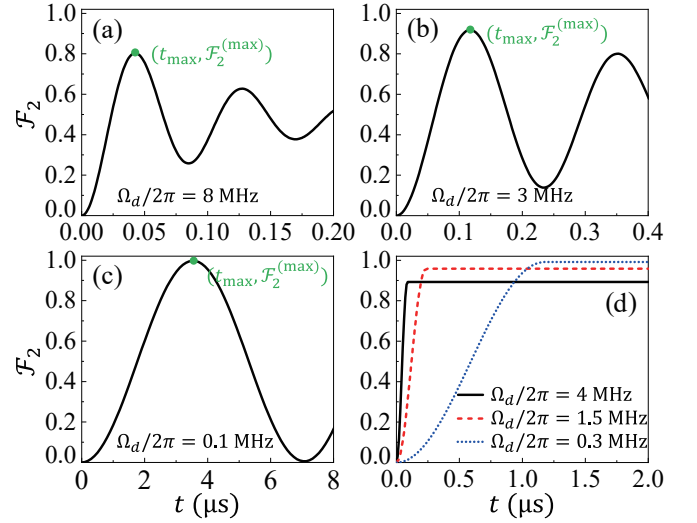 (a)
(t_max, F_2^(max))
F_2
1.0
0.8
0.6
0.4
0.2
0.0
Ω_d/2π = 8 MHz
0.00 0.05 0.10 0.15 0.20
(b)
(t_max, F_2^(max))
1.0
0.8
0.6
0.4
0.2
0.0
Ω_d/2π = 3 MHz
0.0 0.1 0.2 0.3 0.4
(c)
(t_max, F_2^(max))
F_2
1.0
0.8
0.6
0.4
0.2
0.0
Ω_d/2π = 0.1 MHz
0 2 4 6 8
t (μs)
(d)
1.0
0.8
0.6
0.4
0.2
0.0
Ω_d/2π = 4 MHz
Ω_d/2π = 1.5 MHz
Ω_d/2π = 0.3 MHz
0.0 0.5 1.0 1.5 2.0
t (μs)